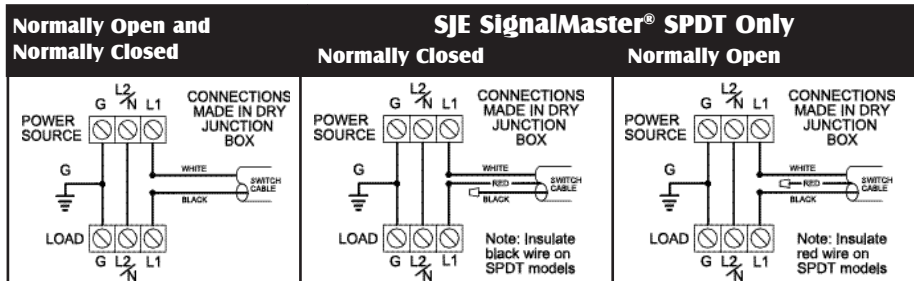 Normally Open and
Normally Closed
SJE SignalMaster® SPDT Only
Normally Closed
Normally Open
L2/N
G L1
POWER
SOURCE
CONNECTIONS
MADE IN DRY
JUNCTION
BOX
G
WHITE
SWITCH
CABLE
BLACK
LOAD
G L2/N L1
L2/N
G L1
POWER
SOURCE
CONNECTIONS
MADE IN DRY
JUNCTION
BOX
G
WHITE
RED
SWITCH
CABLE
BLACK
LOAD
G L2/N L1
Note: Insulate
black wire on
SPDT models
L2/N
G L1
POWER
SOURCE
CONNECTIONS
MADE IN DRY
JUNCTION
BOX
G
WHITE
RED
SWITCH
CABLE
BLACK
LOAD
G L2/N L1
Note: Insulate
red wire on
SPDT models